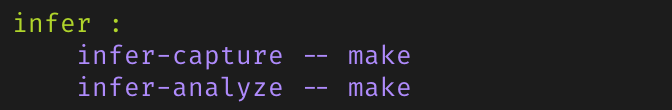 infer :
    infer-capture -- make
    infer-analyze -- make